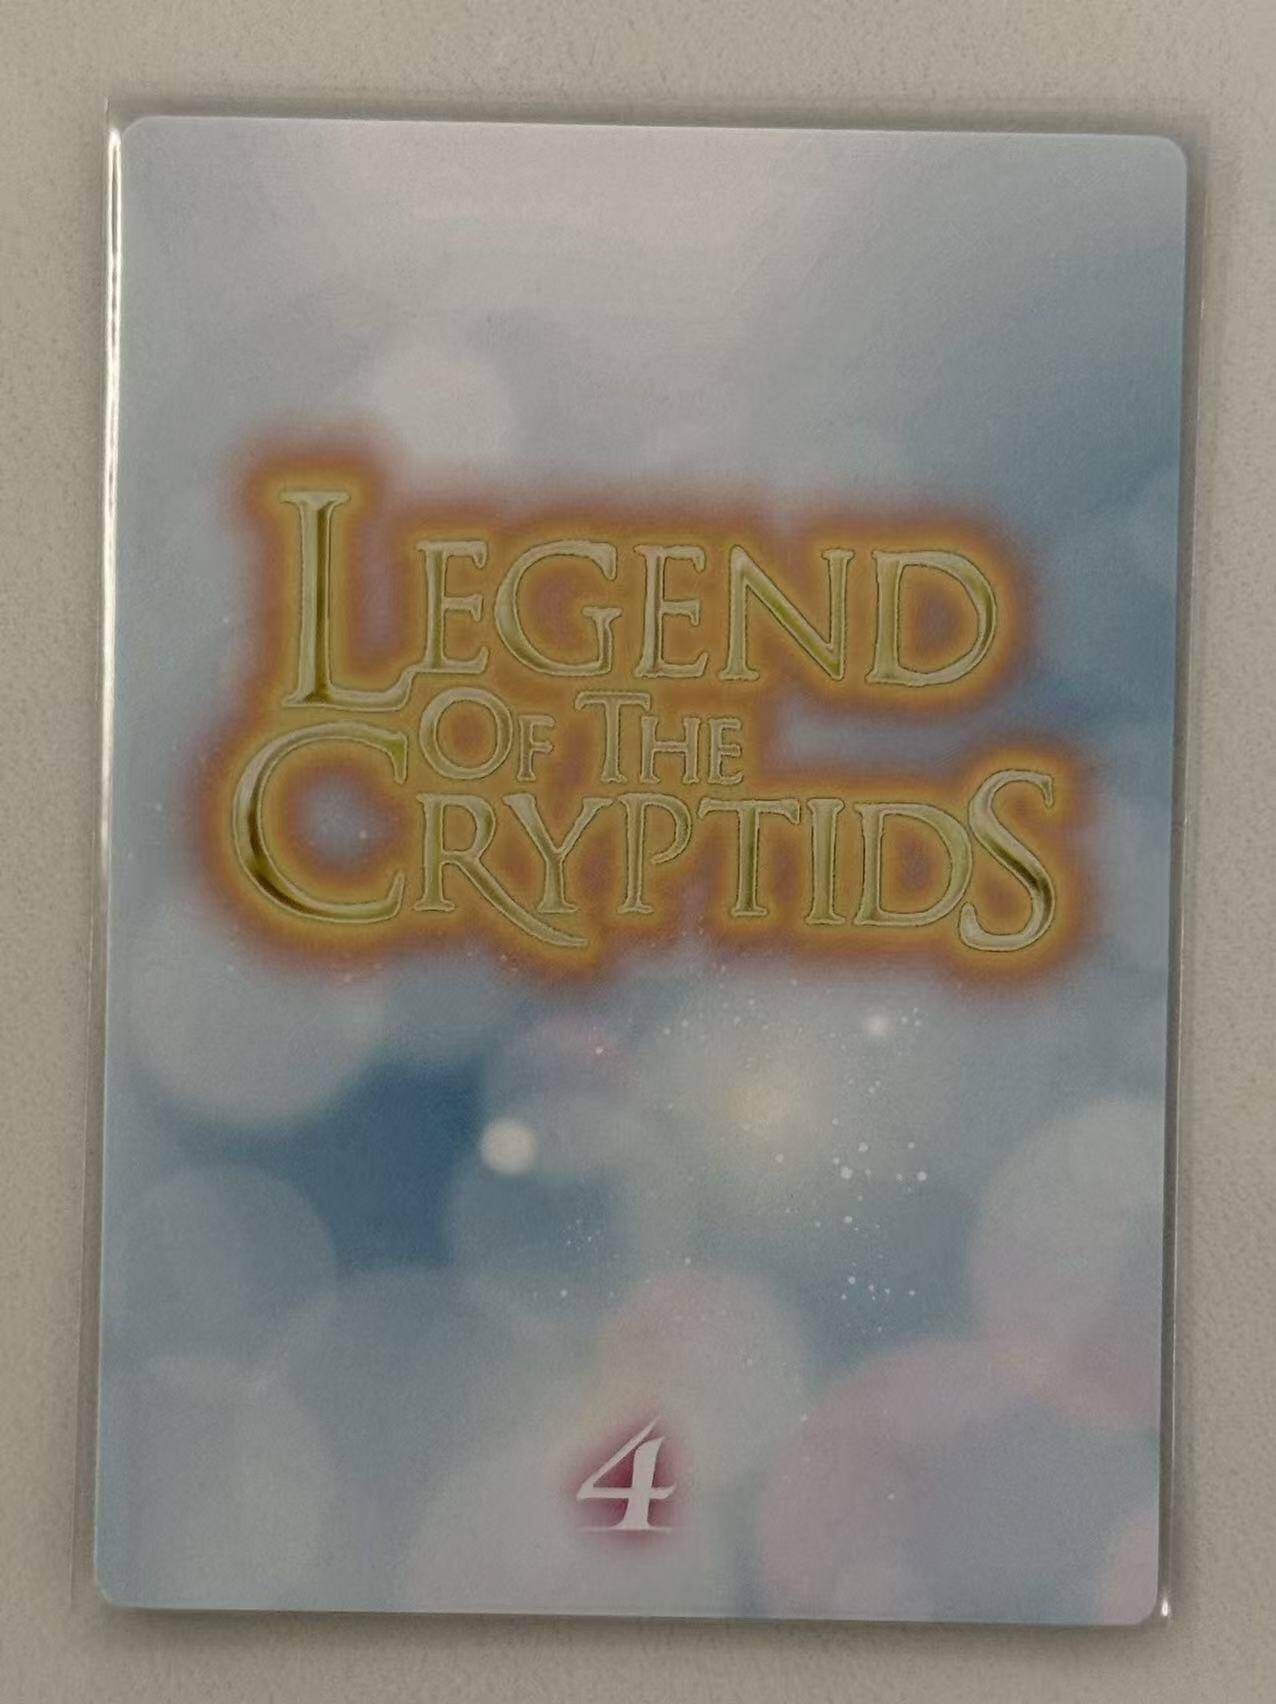 LEGEND
OF THE
CRYPTIDS
4